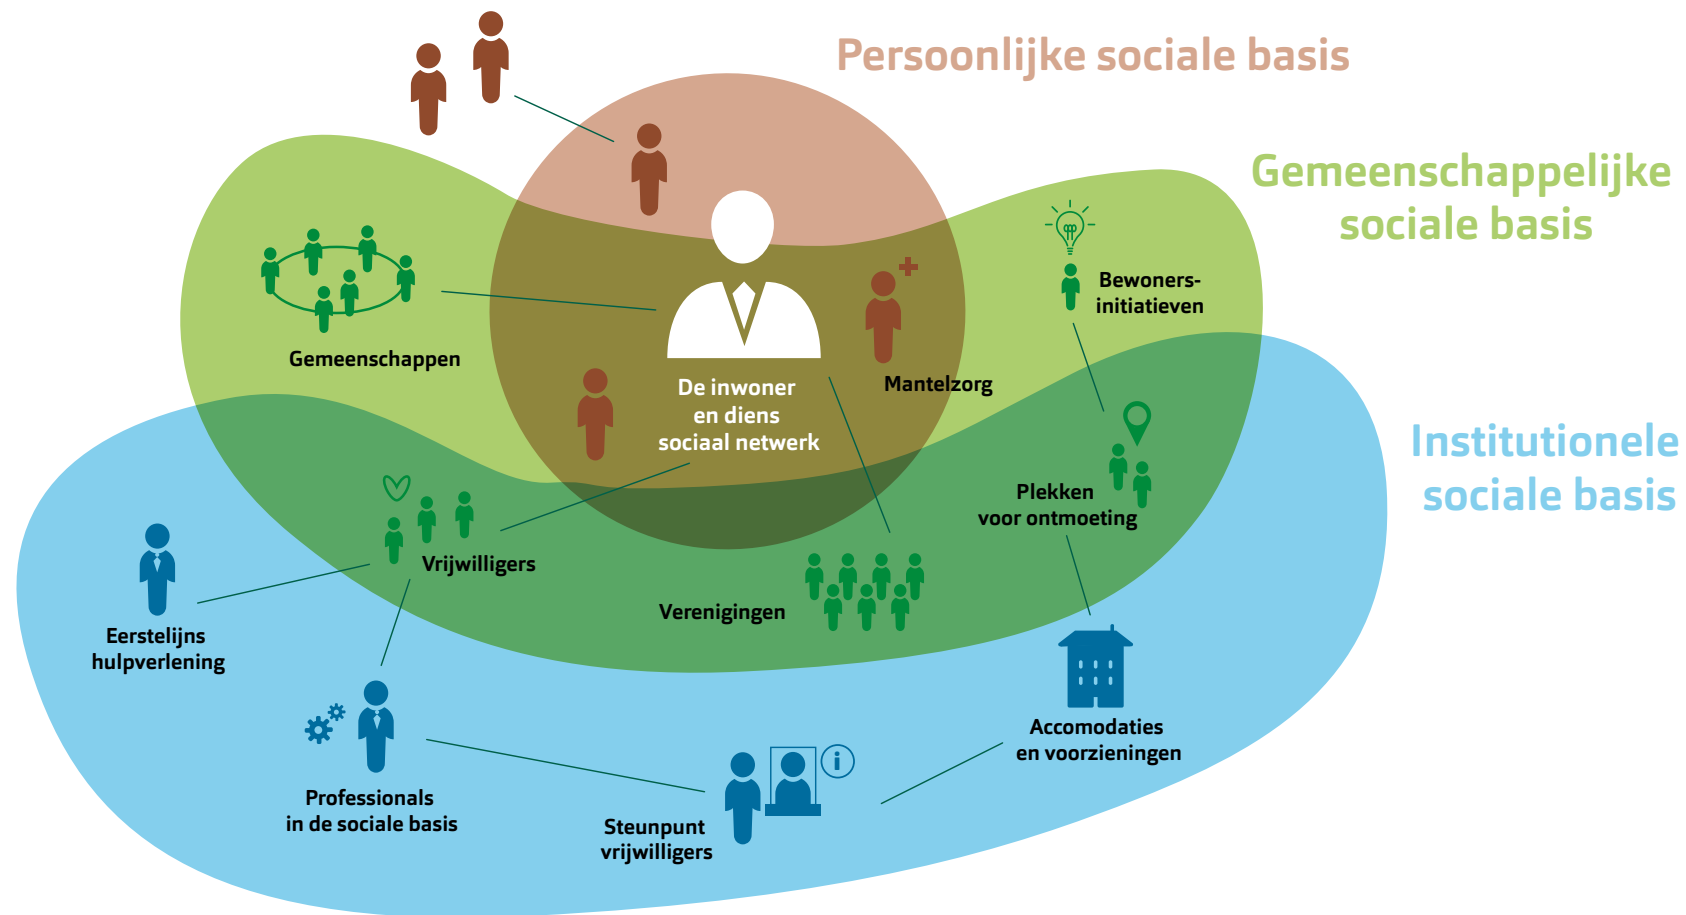 Persoonlijke sociale basis
Gemeenschappelijke
sociale basis
Bewoners-
initiatieven
Gemeenschappen
De inwoner
en diens
sociaal netwerk
Mantelzorg
Institutionele
sociale basis
Plekken
voor ontmoeting
Vrijwilligers
Verenigingen
Eerstelijns
hulpverlening
Accomodaties
en voorzieningen
Professionals
in de sociale basis
Steunpunt
vrijwilligers
i